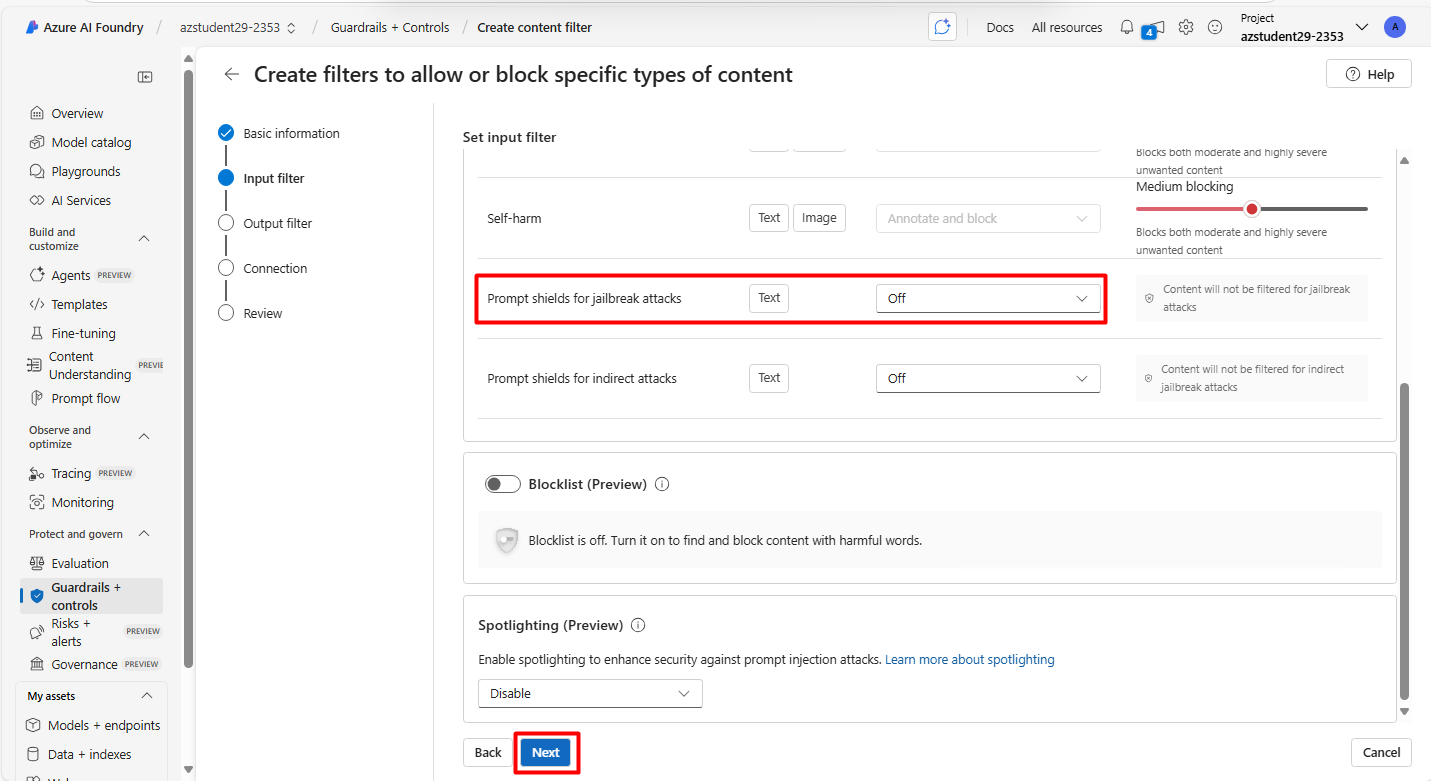 Azure AI Foundry / azstudent29-2353 / Guardrails + Controls / Create content filter
Docs All resources 4 Project
azstudent29-2353 A
Create filters to allow or block specific types of content Help
Overview
Model catalog
Playgrounds
AI Services
Build and
customize
Agents PREVIEW
Templates
Fine-tuning
Content
Understanding PREVIE
Prompt flow
Observe and
optimize
Tracing PREVIEW
Monitoring
Protect and govern
Evaluation
Guardrails +
controls
Risks +
alerts PREVIEW
Governance PREVIEW
My assets
Models + endpoints
Data + indexes
Basic information
Input filter
Output filter
Connection
Review
Set input filter
Blocks both moderate and highly severe
unwanted content
Self-harm Text Image Annotate and block Medium blocking
Blocks both moderate and highly severe
unwanted content
Prompt shields for jailbreak attacks Text Off Content will not be filtered for jailbreak
attacks
Prompt shields for indirect attacks Text Off Content will not be filtered for indirect
jailbreak attacks
Blocklist (Preview)
Blocklist is off. Turn it on to find and block content with harmful words.
Spotlighting (Preview)
Enable spotlighting to enhance security against prompt injection attacks. Learn more about spotlighting
Disable
Back Next Cancel